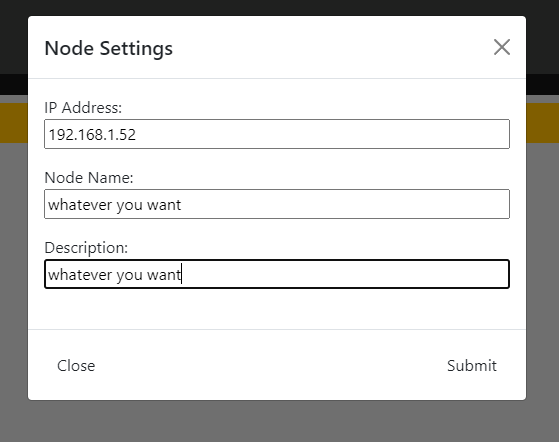 Node Settings
IP Address:
192.168.1.52
Node Name:
whatever you want
Description:
whatever you want
Close
Submit